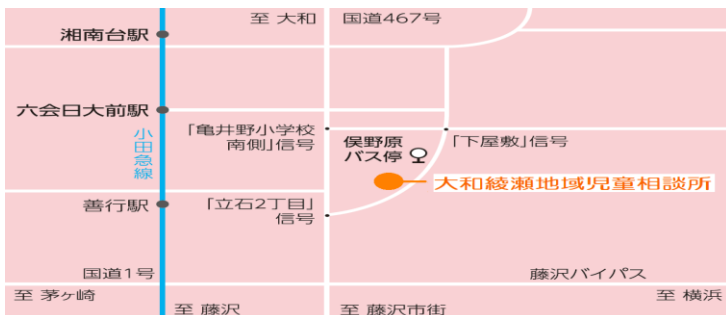 至 大和
国道467号
湘南台駅
六会日大前駅
小田急線
「亀井野小学校
南側」信号
俣野原
バス停
「下屋敷」信号
大和綾瀬地域児童相談所
善行駅
「立石2丁目」
信号
国道1号
藤沢バイパス
至 茅ヶ崎
至 横浜
至 藤沢
至 藤沢市街